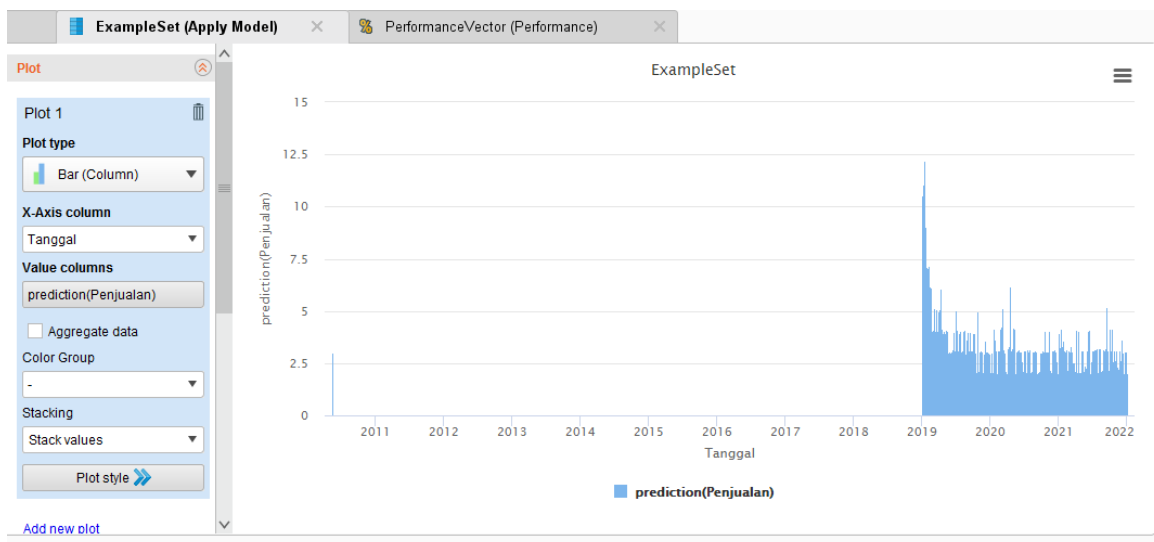 ExampleSet (Apply Model)
PerformanceVector (Performance)
Plot
Plot 1
Plot type
Bar (Column)
X-Axis column
Tanggal
Value columns
prediction(Penjualan)
Aggregate data
Color Group
-
Stacking
Stack values
Plot style
Add new plot
ExampleSet
prediction(Penjualan)
15
12.5
10
7.5
5
2.5
0
2011 2012 2013 2014 2015 2016 2017 2018 2019 2020 2021 2022
Tanggal
prediction(Penjualan)